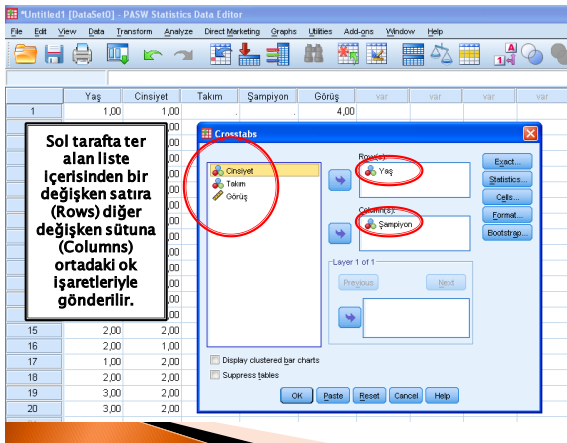 *Untitled1 [DataSet0] - PASW Statistics Data Editor
File Edit View Data Transform Analyze Direct Marketing Graphs Utilities Add-ons Window Help
Yaş Cinsiyet Takım Şampiyon Görüş var var var var
1 1,00 1,00 . . 4,00
Sol tarafta ter
alan liste
içerisinden bir
değişken satıra
(Rows) diğer
değişken sütuna
(Columns)
ortadaki ok
işaretleriyle
gönderilir.
15 2,00 2,00
16 2,00 1,00
17 1,00 2,00
18 2,00 2,00
19 3,00 2,00
20 3,00 2,00
Crosstabs
Cinsiyet
Takım
Görüş
Row(s):
Yaş
Column(s):
Şampiyon
Layer 1 of 1
Previous Next
Exact...
Statistics...
Cells...
Format...
Bootstrap...
Display clustered bar charts
Suppress tables
OK Paste Reset Cancel Help